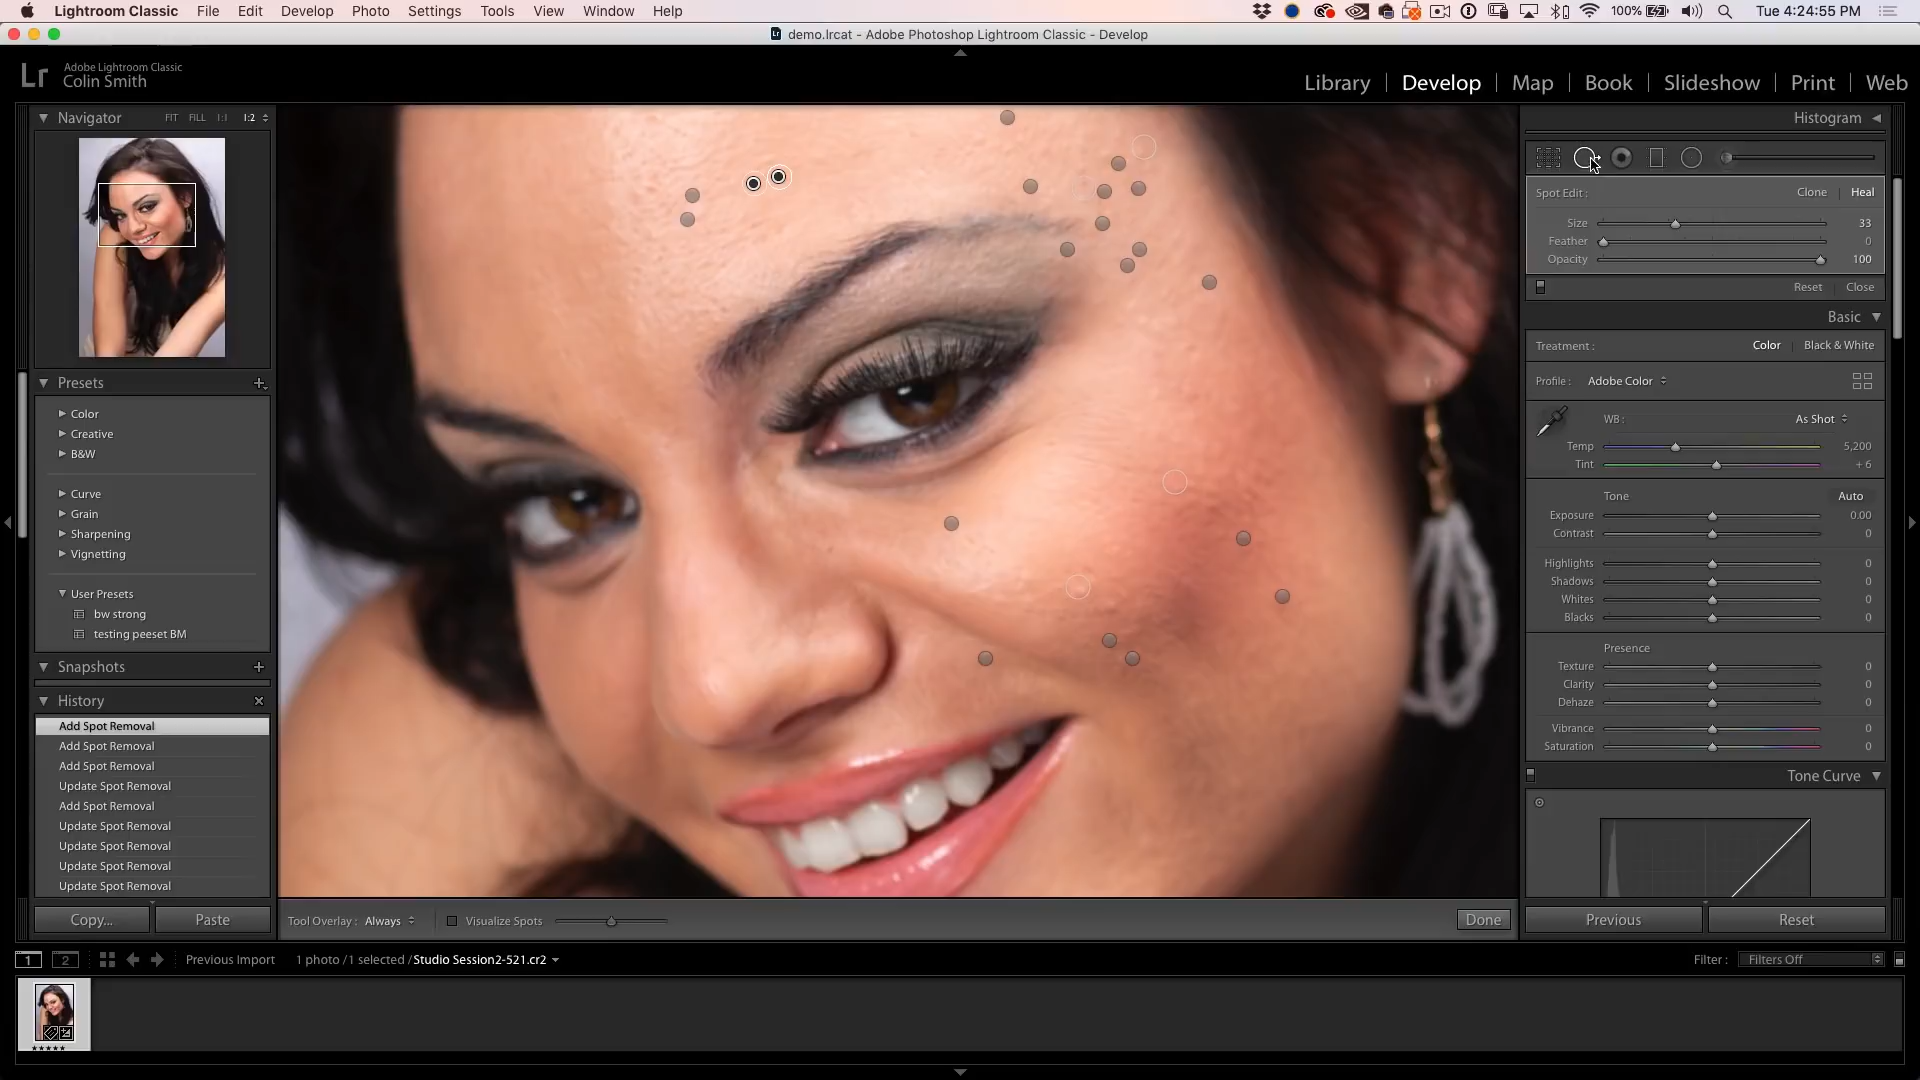 Lightroom Classic File Edit Develop Photo Settings Tools View Window Help 100% Tue 4:24:55 PM
demo.lrcat - Adobe Photoshop Lightroom Classic - Develop
Lr Adobe Lightroom Classic
Colin Smith
Library | Develop | Map | Book | Slideshow | Print | Web
Navigator FIT FILL 1:1 1:2
Presets
Color
Creative
B&W
Curve
Grain
Sharpening
Vignetting
User Presets
bw strong
testing peeset BM
Snapshots
History
Add Spot Removal
Add Spot Removal
Add Spot Removal
Update Spot Removal
Add Spot Removal
Update Spot Removal
Update Spot Removal
Update Spot Removal
Update Spot Removal
Copy... Paste
Tool Overlay : Always Visualize Spots Done
Histogram
Spot Edit : Clone | Heal
Size 33
Feather 0
Opacity 100
Reset Close
Basic
Treatment : Color | Black & White
Profile : Adobe Color
WB : As Shot
Temp 5,200
Tint + 6
Tone Auto
Exposure 0.00
Contrast 0
Highlights 0
Shadows 0
Whites 0
Blacks 0
Presence
Texture 0
Clarity 0
Dehaze 0
Vibrance 0
Saturation 0
Tone Curve
Previous Reset
1 2 Previous Import 1 photo / 1 selected / Studio Session2-521.cr2 Filter : Filters Off